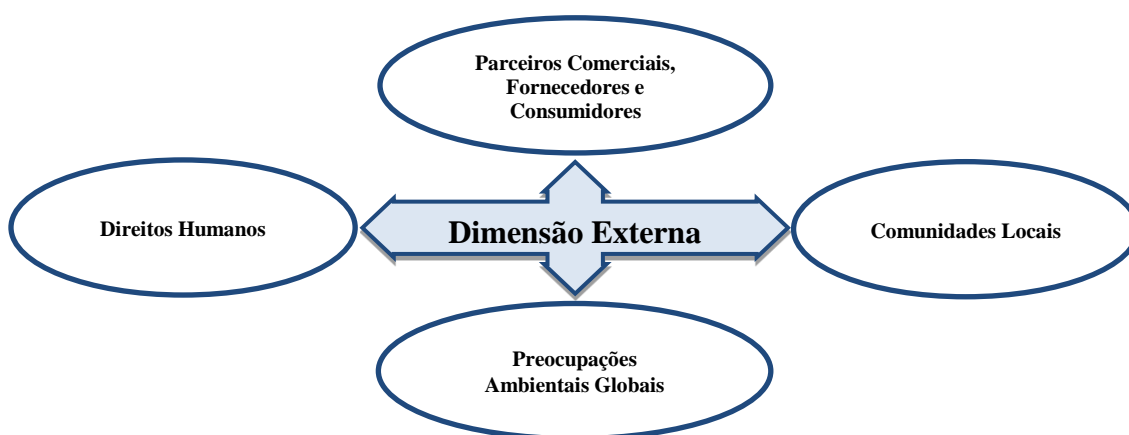 Parceiros Comerciais,
Fornecedores e
Consumidores
Direitos Humanos
Dimensão Externa
Comunidades Locais
Preocupações
Ambientais Globais